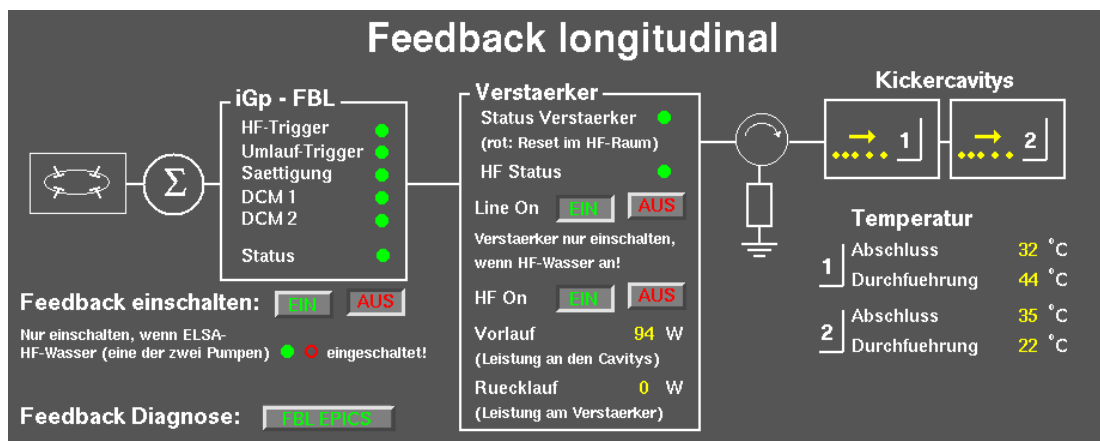 Feedback longitudinal
iGp - FBL
HF-Trigger
Umlauf-Trigger
Saettigung
DCM 1
DCM 2
Status
Σ
Feedback einschalten: EIN AUS
Nur einschalten, wenn ELSA-
HF-Wasser (eine der zwei Pumpen) eingeschaltet!
Feedback Diagnose: FBL EPICS
Verstaerker
Status Verstaerker
(rot: Reset im HF-Raum)
HF Status
Line On EIN AUS
Verstaerker nur einschalten,
wenn HF-Wasser an!
HF On EIN AUS
Vorlauf 94 W
(Leistung an den Cavitys)
Ruecklauf 0 W
(Leistung am Verstaerker)
Kickercavitys
1 2
Temperatur
1
Abschluss 32 °C
Durchfuehrung 44 °C
2
Abschluss 35 °C
Durchfuehrung 22 °C